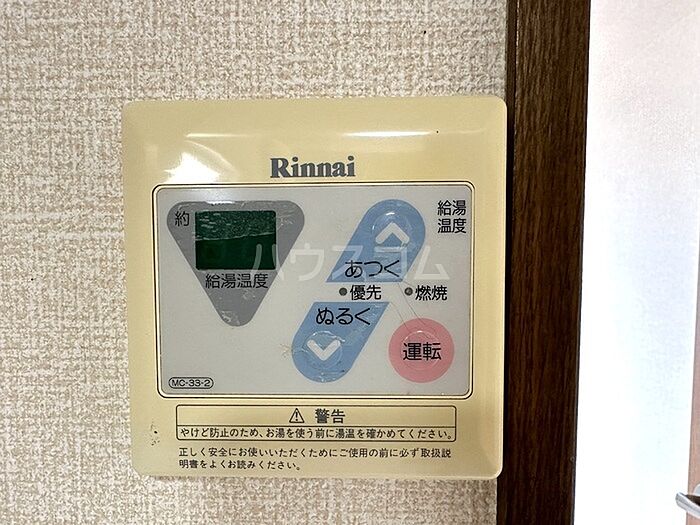 Rinnai
約
給湯温度
給湯
温度
あつく
優先
燃焼
ぬるく
運転
MC-33-2
⚠ 警告
やけど防止のため、お湯を使う前に湯温を確かめてください。
正しく安全にお使いいただくためにご使用の前に必ず取扱説
明書をよくお読みください。
ハウスコム